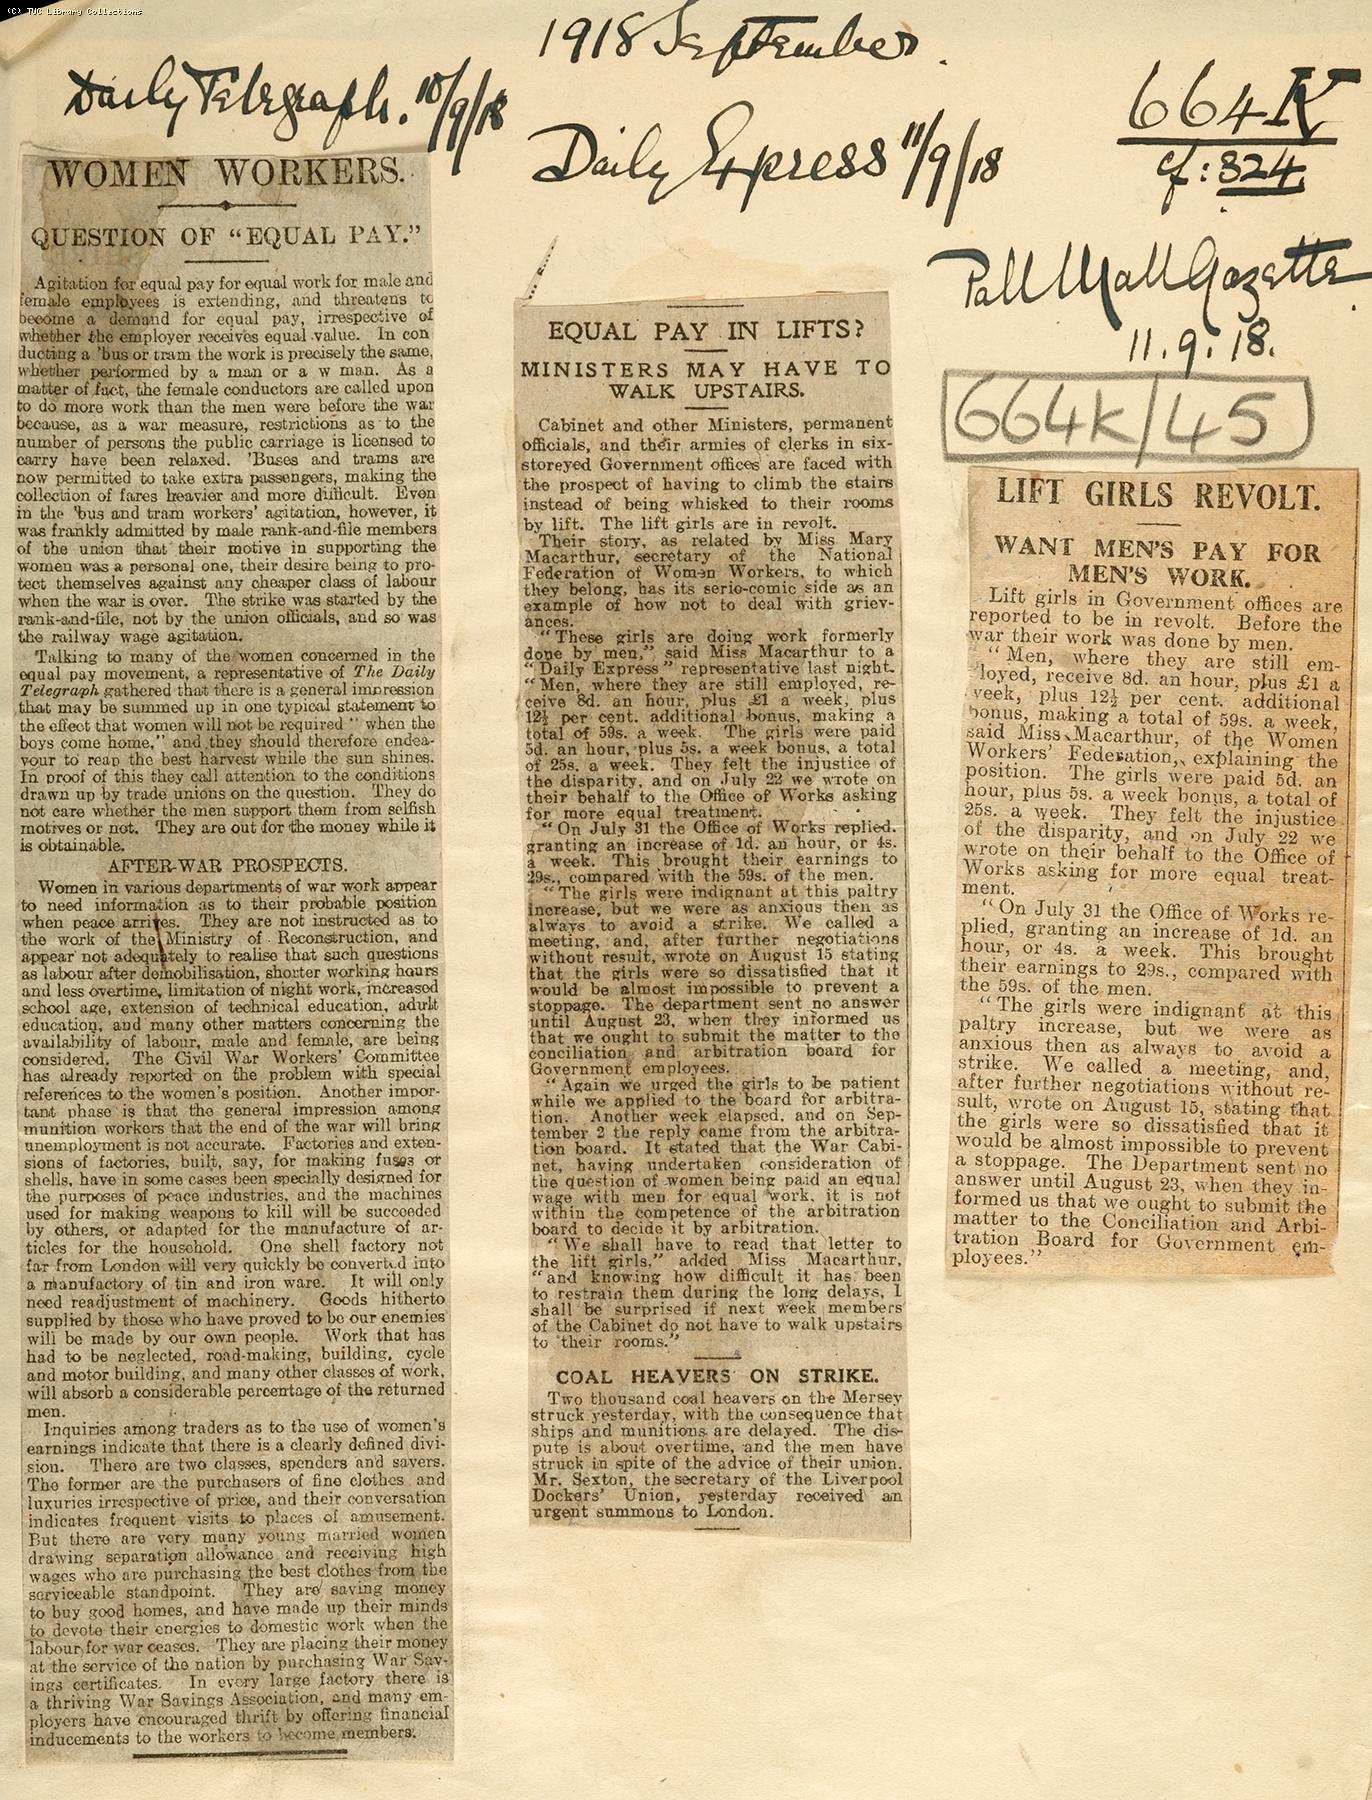 (C) TUC Library Collections
1918 September.
Daily Telegraph. 10/9/18
WOMEN WORKERS.
QUESTION OF "EQUAL PAY."
Agitation for equal pay for equal work for male and
female employees is extending, and threatens to
become a demand for equal pay, irrespective of
whether the employer receives equal value. In con
ducting a 'bus or tram the work is precisely the same,
whether performed by a man or a w man. As a
matter of fact, the female conductors are called upon
to do more work than the men were before the war
because, as a war measure, restrictions as to the
number of persons the public carriage is licensed to
carry have been relaxed. 'Buses and trams are
now permitted to take extra passengers, making the
collection of fares heavier and more difficult. Even
in the 'bus and tram workers' agitation, however, it
was frankly admitted by male rank-and-file members
of the union that their motive in supporting the
women was a personal one, their desire being to pro-
tect themselves against any cheaper class of labour
when the war is over. The strike was started by the
rank-and-file, not by the union officials, and so was
the railway wage agitation.
Talking to many of the women concerned in the
equal pay movement, a representative of The Daily
Telegraph gathered that there is a general impression
that may be summed up in one typical statement to
the effect that women will not be required "when the
boys come home," and they should therefore endea-
vour to reap the best harvest while the sun shines.
In proof of this they call attention to the conditions
drawn up by trade unions on the question. They do
not care whether the men support them from selfish
motives or not. They are out for the money while it
is obtainable.
AFTER-WAR PROSPECTS.
Women in various departments of war work appear
to need information as to their probable position
when peace arrives. They are not instructed as to
the work of the Ministry of Reconstruction, and
appear not adequately to realise that such questions
as labour after demobilisation, shorter working hours
and less overtime, limitation of night work, increased
school age, extension of technical education, adult
education, and many other matters concerning the
availability of labour, male and female, are being
considered. The Civil War Workers' Committee
has already reported on the problem with special
references to the women's position. Another impor-
tant phase is that the general impression among
munition workers that the end of the war will bring
unemployment is not accurate. Factories and exten-
sions of factories, built, say, for making fuses or
shells, have in some cases been specially designed for
the purposes of peace industries, and the machines
used for making weapons to kill will be succeeded
by others, or adapted for the manufacture of ar-
ticles for the household. One shell factory not
far from London will very quickly be converted into
a manufactory of tin and iron ware. It will only
need readjustment of machinery. Goods hitherto
supplied by those who have proved to be our enemies
will be made by our own people. Work that has
had to be neglected, road-making, building, cycle
and motor building, and many other classes of work,
will absorb a considerable percentage of the returned
men.
Inquiries among traders as to the use of women's
earnings indicate that there is a clearly defined divi-
sion. There are two classes, spenders and savers.
The former are the purchasers of fine clothes and
luxuries irrespective of price, and their conversation
indicates frequent visits to places of amusement.
But there are very many young married women
drawing separation allowance and receiving high
wages who are purchasing the best clothes from the
serviceable standpoint. They are saving money
to buy good homes, and have made up their minds
to devote their energies to domestic work when the
labour for war ceases. They are placing their money
at the service of the nation by purchasing War Sav-
ings certificates. In every large factory there is
a thriving War Savings Association, and many em-
ployers have encouraged thrift by offering financial
inducements to the workers to become members.
Daily Express 11/9/18
EQUAL PAY IN LIFTS?
MINISTERS MAY HAVE TO
WALK UPSTAIRS.
Cabinet and other Ministers, permanent
officials, and their armies of clerks in six-
storeyed Government offices are faced with
the prospect of having to climb the stairs
instead of being whisked to their rooms
by lift. The lift girls are in revolt.
Their story, as related by Miss Mary
Macarthur, secretary of the National
Federation of Women Workers, to which
they belong, has its serio-comic side as an
example of how not to deal with griev-
ances.
"These girls are doing work formerly
done by men," said Miss Macarthur to a
"Daily Express" representative last night.
"Men, where they are still employed, re-
ceive 8d. an hour, plus £1 a week, plus
12½ per cent. additional bonus, making a
total of 59s. a week. The girls were paid
5d. an hour, plus 5s. a week bonus, a total
of 25s. a week. They felt the injustice of
the disparity, and on July 22 we wrote on
their behalf to the Office of Works asking
for more equal treatment.
"On July 31 the Office of Works replied.
granting an increase of 1d. an hour, or 4s.
a week. This brought their earnings to
29s., compared with the 59s. of the men.
"The girls were indignant at this paltry
increase, but we were as anxious then as
always to avoid a strike. We called a
meeting, and, after further negotiations
without result, wrote on August 15 stating
that the girls were so dissatisfied that it
would be almost impossible to prevent a
stoppage. The department sent no answer
until August 23, when they informed us
that we ought to submit the matter to the
conciliation and arbitration board for
Government employees.
"Again we urged the girls to be patient
while we applied to the board for arbitra-
tion. Another week elapsed, and on Sep-
tember 2 the reply came from the arbitra-
tion board. It stated that the War Cabi-
net, having undertaken consideration of
the question of women being paid an equal
wage with men for equal work, it is not
within the competence of the arbitration
board to decide it by arbitration.
"We shall have to read that letter to
the lift girls," added Miss Macarthur,
"and knowing how difficult it has been
to restrain them during the long delays, I
shall be surprised if next week members
of the Cabinet do not have to walk upstairs
to their rooms."
COAL HEAVERS ON STRIKE.
Two thousand coal heavers on the Mersey
struck yesterday, with the consequence that
ships and munitions are delayed. The dis-
pute is about overtime, and the men have
struck in spite of the advice of their union.
Mr. Sexton, the secretary of the Liverpool
Dockers' Union, yesterday received an
urgent summons to London.
664K
cf: 324.
Pall Mall Gazette
11.9.18.
664K/45
LIFT GIRLS REVOLT.
WANT MEN'S PAY FOR
MEN'S WORK.
Lift girls in Government offices are
reported to be in revolt. Before the
war their work was done by men.
"Men, where they are still em-
loyed, receive 8d. an hour, plus £1 a
week, plus 12½ per cent. additional
bonus, making a total of 59s. a week,
said Miss Macarthur, of the Women
Workers' Federation, explaining the
position. The girls were paid 5d. an
hour, plus 5s. a week bonus, a total of
25s. a week. They felt the injustice
of the disparity, and on July 22 we
wrote on their behalf to the Office of
Works asking for more equal treat-
ment.
"On July 31 the Office of Works re-
plied, granting an increase of 1d. an
hour, or 4s. a week. This brought
their earnings to 29s., compared with
the 59s. of the men.
"The girls were indignant at this
paltry increase, but we were as
anxious then as always to avoid a
strike. We called a meeting, and,
after further negotiations without re-
sult, wrote on August 15, stating that
the girls were so dissatisfied that it
would be almost impossible to prevent
a stoppage. The Department sent no
answer until August 23, when they in-
formed us that we ought to submit the
matter to the Conciliation and Arbi-
tration Board for Government em-
ployees."